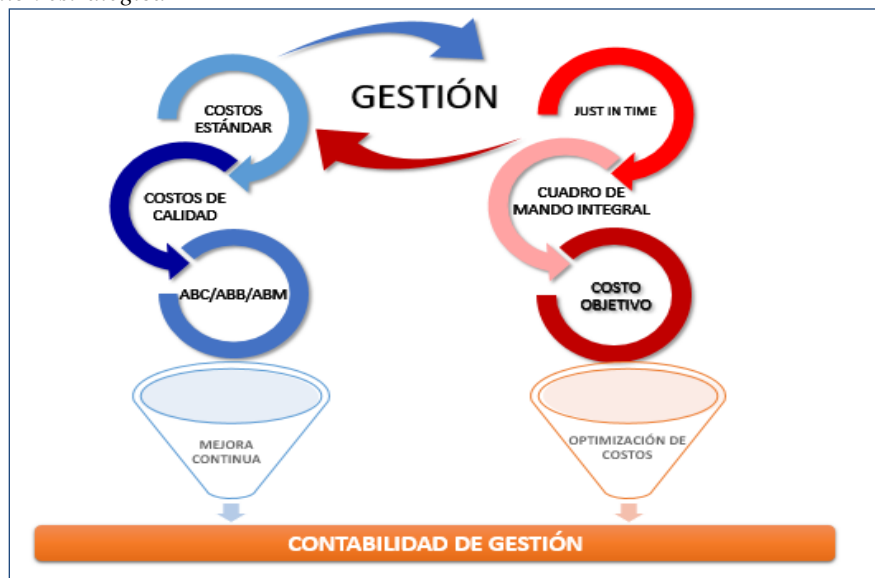 GESTIÓN
COSTOS
ESTÁNDAR
COSTOS DE
CALIDAD
ABC/ABB/ABM
JUST IN TIME
CUADRO DE
MANDO INTEGRAL
COSTO
OBJETIVO
MEJORA
CONTINUA
OPTIMIZACIÓN DE
COSTOS
CONTABILIDAD DE GESTIÓN